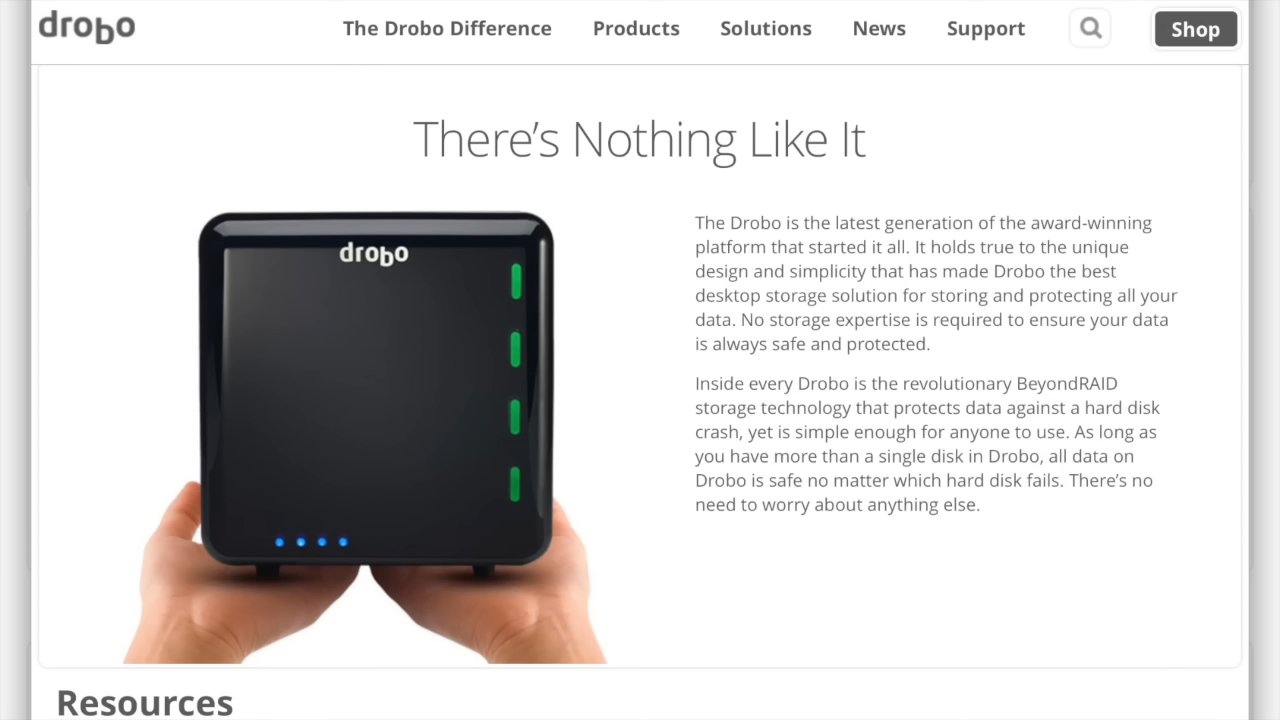 drobo
The Drobo Difference
Products
Solutions
News
Support
Shop
There's Nothing Like It
drobo
The Drobo is the latest generation of the award-winning
platform that started it all. It holds true to the unique
design and simplicity that has made Drobo the best
desktop storage solution for storing and protecting all your
data. No storage expertise is required to ensure your data
is always safe and protected.
Inside every Drobo is the revolutionary BeyondRAID
storage technology that protects data against a hard disk
crash, yet is simple enough for anyone to use. As long as
you have more than a single disk in Drobo, all data on
Drobo is safe no matter which hard disk fails. There's no
need to worry about anything else.
Resources